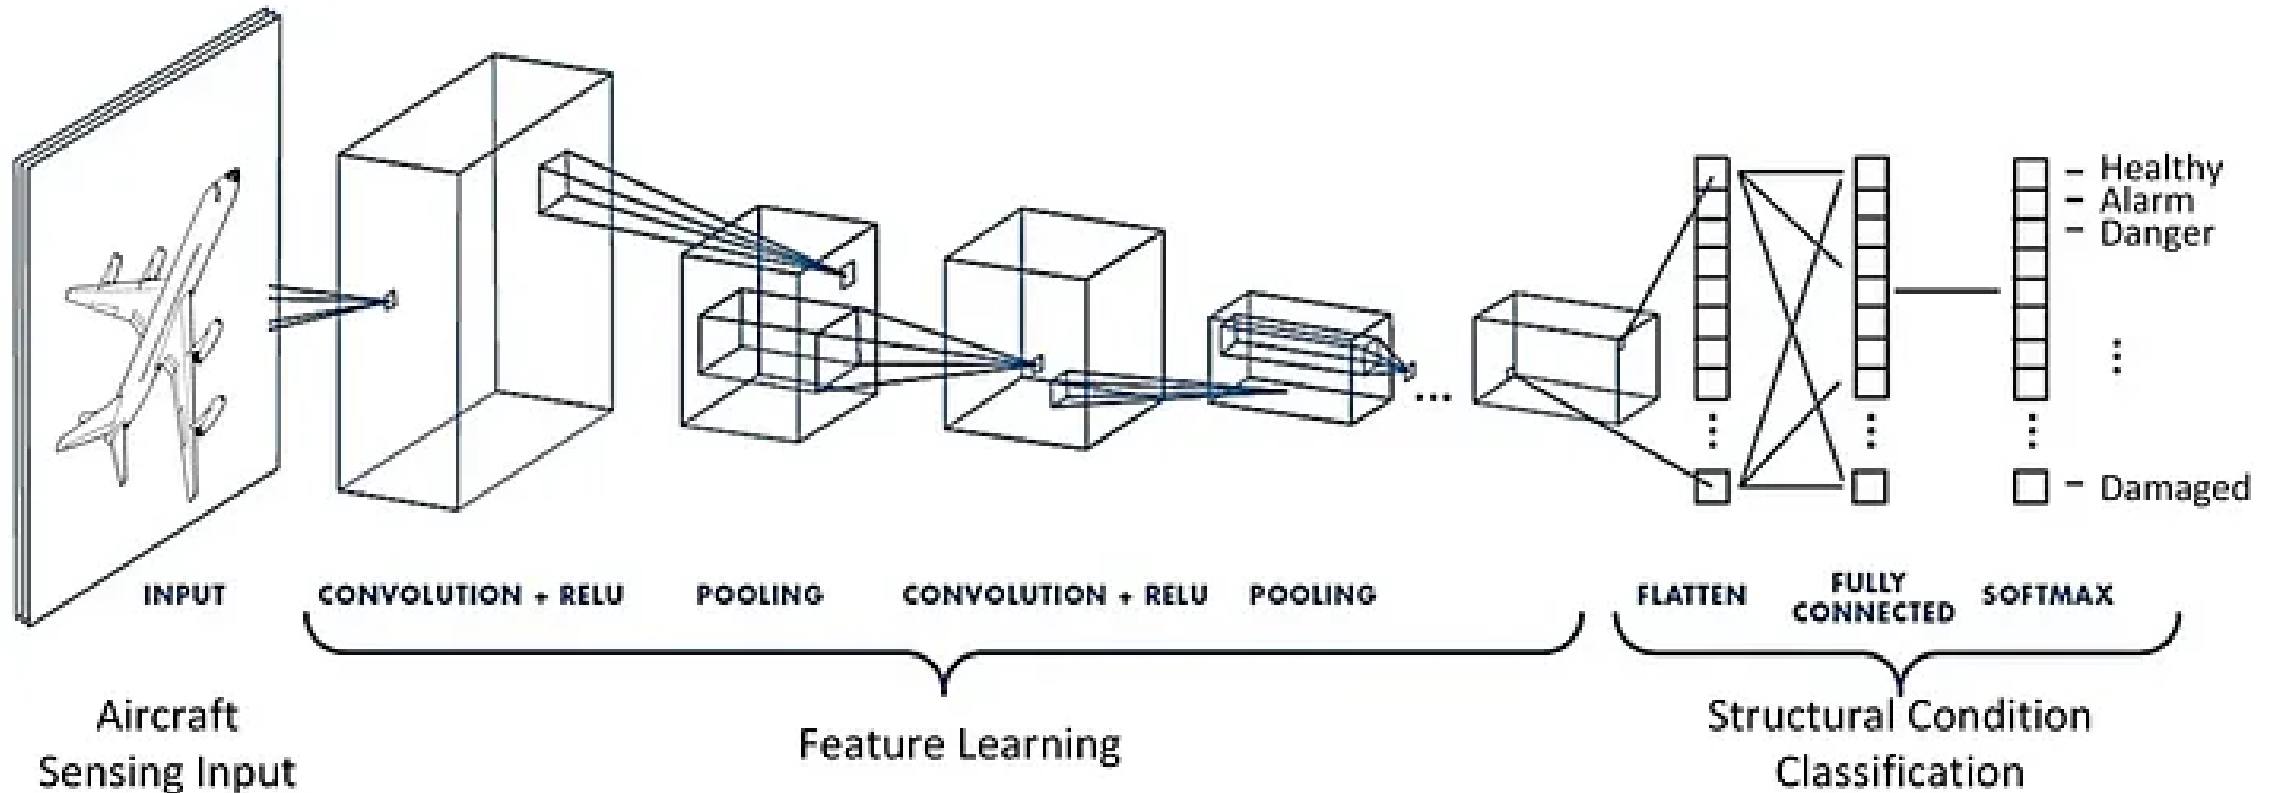 Healthy
Alarm
Danger
Damaged
INPUT
CONVOLUTION + RELU
POOLING
CONVOLUTION + RELU
POOLING
FLATTEN
FULLY
CONNECTED
SOFTMAX
Aircraft
Sensing Input
Feature Learning
Structural Condition
Classification